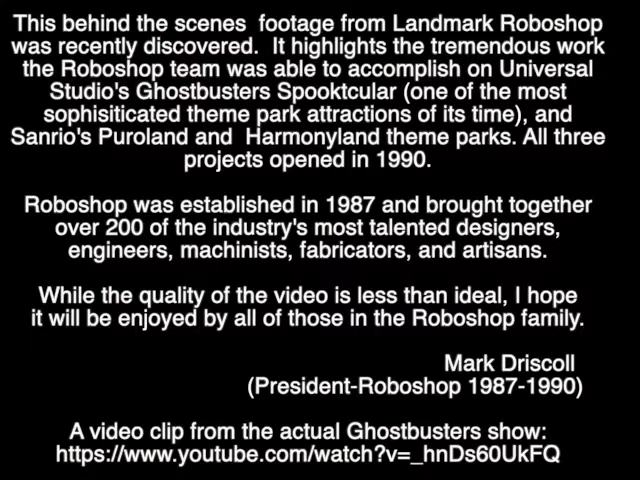 This behind the scenes  footage from Landmark Roboshop
was recently discovered.  It highlights the tremendous work
the Roboshop team was able to accomplish on Universal
Studio's Ghostbusters Spooktcular (one of the most
sophisiticated theme park attractions of its time), and
Sanrio's Puroland and  Harmonyland theme parks. All three
projects opened in 1990.
Roboshop was established in 1987 and brought together
over 200 of the industry's most talented designers,
engineers, machinists, fabricators, and artisans.
While the quality of the video is less than ideal, I hope
it will be enjoyed by all of those in the Roboshop family.
Mark Driscoll
(President-Roboshop 1987-1990)
A video clip from the actual Ghostbusters show:
https://www.youtube.com/watch?v=_hnDs60UkFQ